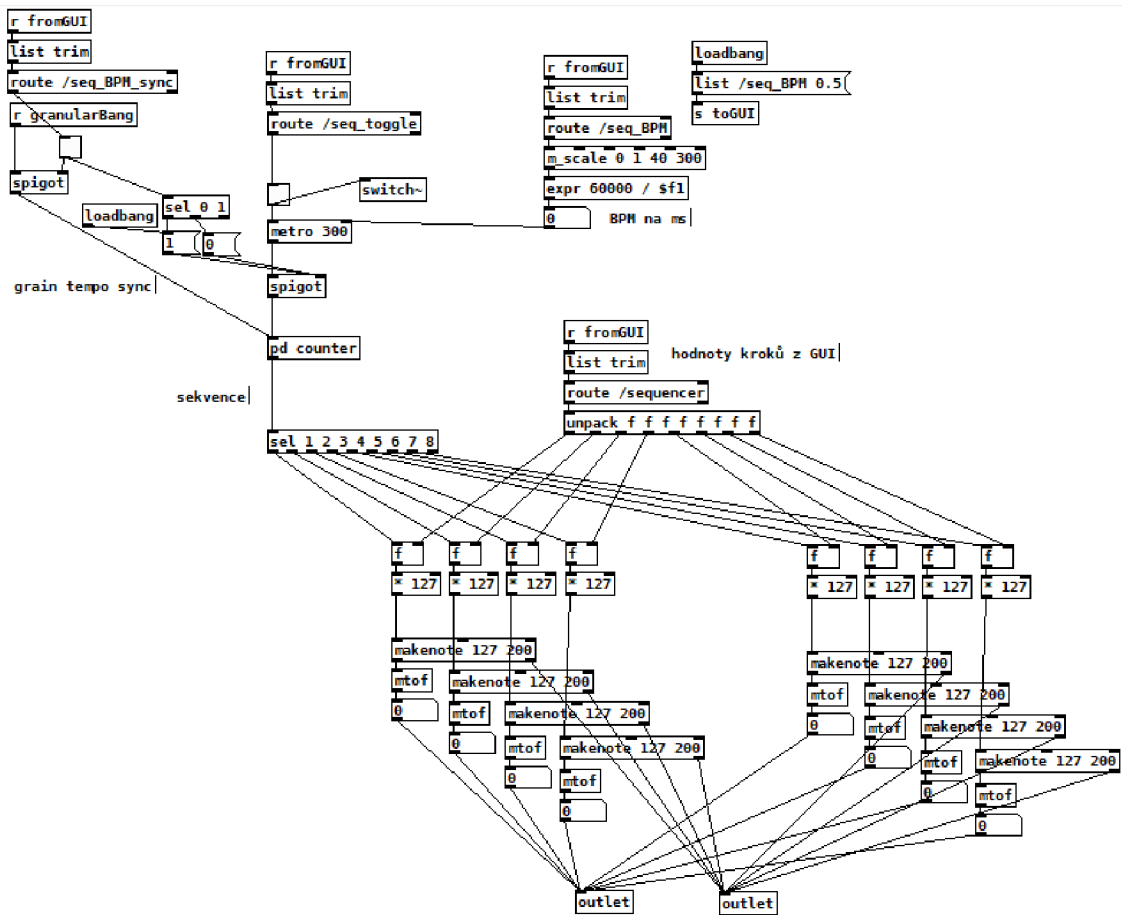 r fromGUI
list trim
route /seq_BPM_sync
r granularBang
spigot
loadbang
sel 0 1
1
0
grain tempo sync
r fromGUI
list trim
route /seq_toggle
switch~
metro 300
spigot
pd counter
sekvence
sel 1 2 3 4 5 6 7 8
r fromGUI
list trim
route /seq_BPM
m_scale 0 1 40 300
expr 60000 / $f1
0
BPM na ms
loadbang
list /seq_BPM 0.5
s toGUI
r fromGUI
list trim
route /sequencer
unpack f f f f f f f f
hodnoty kroků z GUI
f
f
f
f
* 127
* 127
* 127
* 127
makenote 127 200
mtof
0
makenote 127 200
mtof
0
makenote 127 200
mtof
0
makenote 127 200
mtof
0
f
f
f
f
* 127
* 127
* 127
* 127
makenote 127 200
mtof
0
makenote 127 200
mtof
0
makenote 127 200
mtof
0
makenote 127 200
mtof
0
outlet
outlet